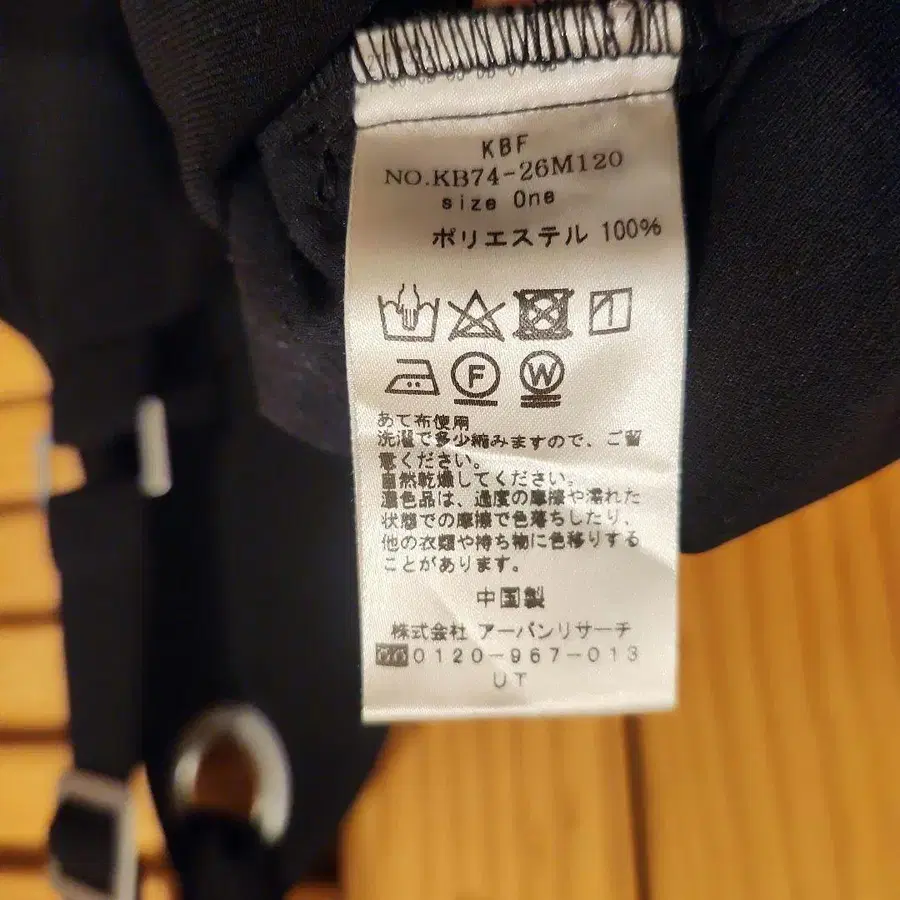 KBF
NO.KB74-26M120
size One
ポリエステル 100%
F W
あて布使用
洗濯で多少縮みますので、ご留
意ください。
自然乾燥してください。
濃色品は、過度の摩擦や濡れた
状態での摩擦で色落ちしたり、
他の衣類や持ち物に色移りする
ことがあります。
中国製
株式会社 アーバンリサーチ
0120-967-013
UT